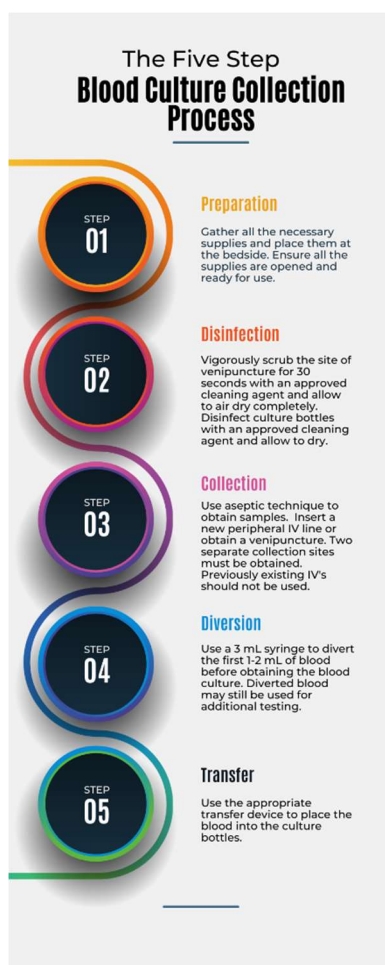 The Five Step
Blood Culture Collection
Process
STEP
01
Preparation
Gather all the necessary
supplies and place them at
the bedside. Ensure all the
supplies are opened and
ready for use.
STEP
02
Disinfection
Vigorously scrub the site of
venipuncture for 30
seconds with an approved
cleaning agent and allow
to air dry completely.
Disinfect culture bottles
with an approved cleaning
agent and allow to dry.
STEP
03
Collection
Use aseptic technique to
obtain samples. Insert a
new peripheral IV line or
obtain a venipuncture. Two
separate collection sites
must be obtained.
Previously existing IV's
should not be used.
STEP
04
Diversion
Use a 3 mL syringe to divert
the first 1-2 mL of blood
before obtaining the blood
culture. Diverted blood
may still be used for
additional testing.
STEP
05
Transfer
Use the appropriate
transfer device to place the
blood into the culture
bottles.